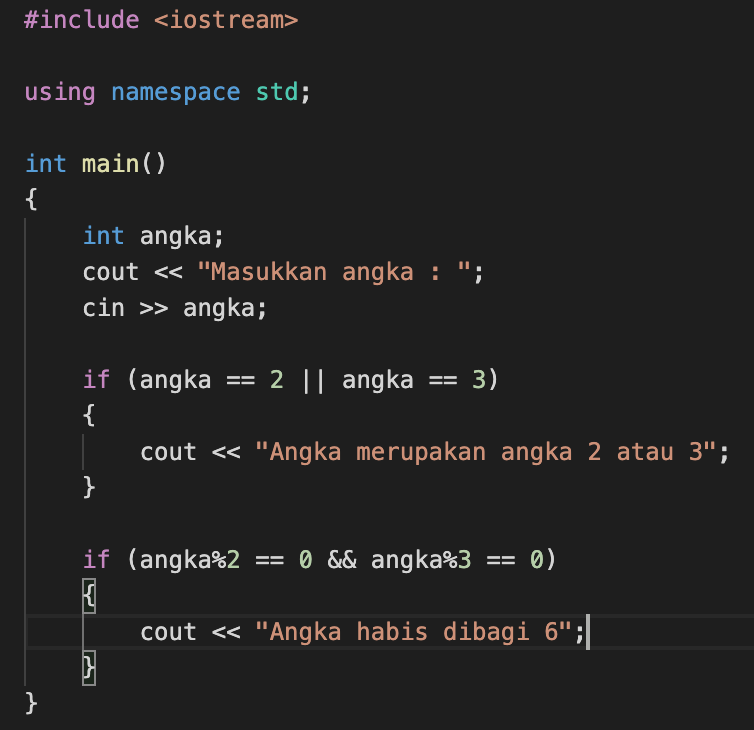 #include <iostream>
using namespace std;
int main()
{
int angka;
cout << "Masukkan angka : ";
cin >> angka;
if (angka == 2 || angka == 3)
{
cout << "Angka merupakan angka 2 atau 3";
}
if (angka%2 == 0 && angka%3 == 0)
{
cout << "Angka habis dibagi 6";
}
}